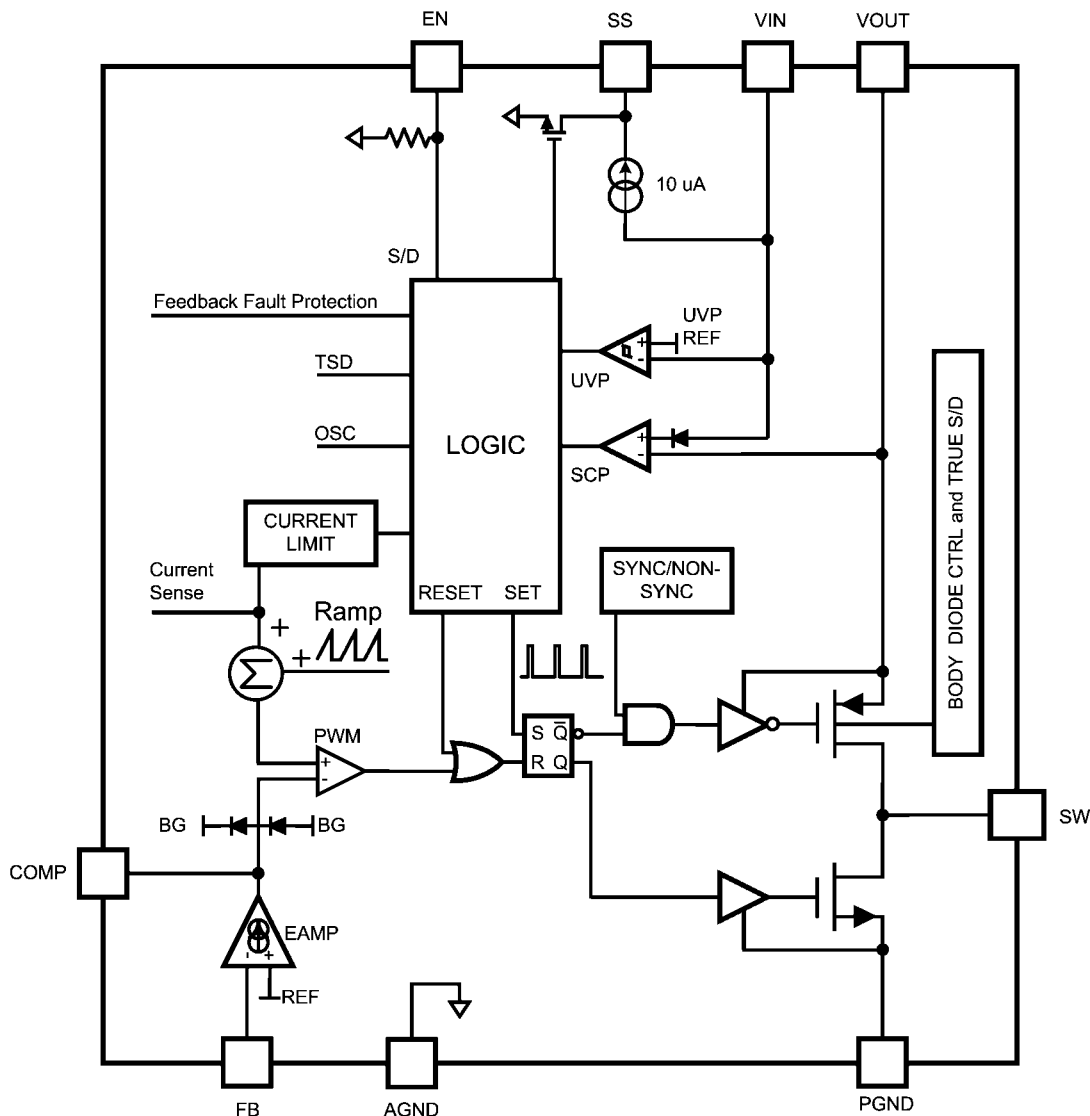 EN
SS
VIN
VOUT
10 uA
S/D
Feedback Fault Protection
UVP
REF
+
-
UVP
TSD
OSC
LOGIC
+
-
SCP
BODY DIODE CTRL and TRUE S/D
CURRENT
LIMIT
Current
Sense
RESET
SET
SYNC/NON-
SYNC
+
Ramp
+
Σ
PWM
+
-
S Q̅
R Q
BG
BG
SW
COMP
EAMP
- +
REF
FB
AGND
PGND